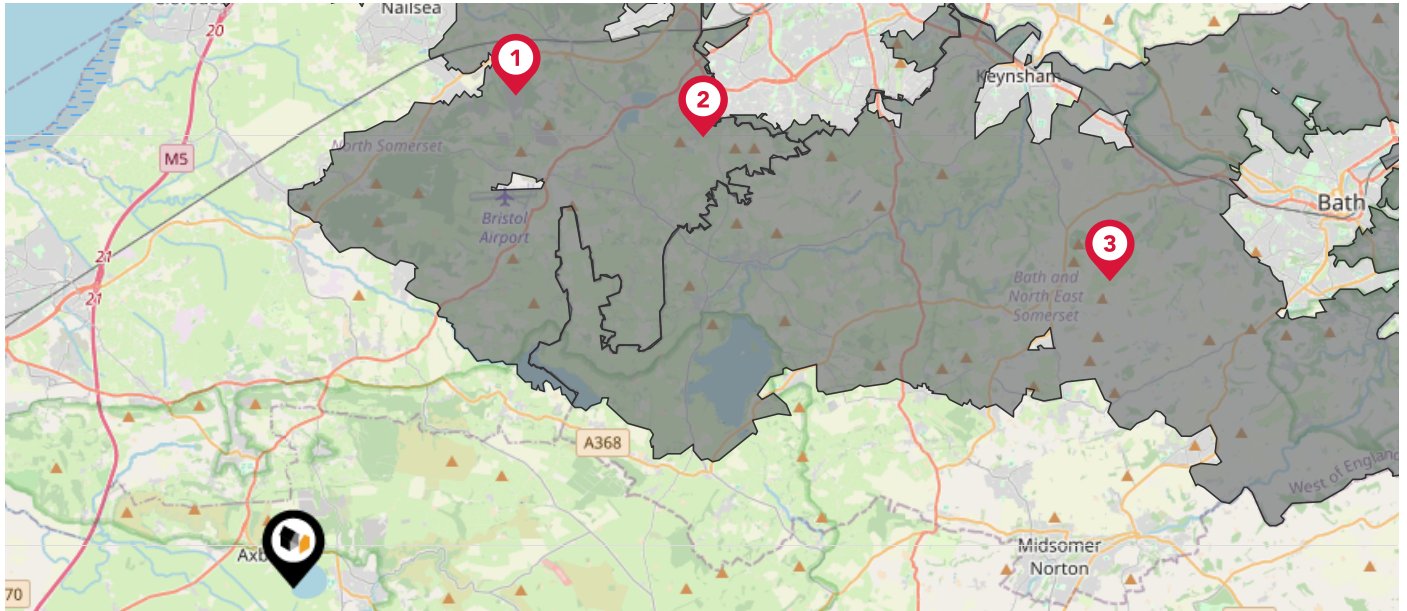 Nailsea
20
1
2
Keynsham
North Somerset
M5
Bath
Bristol
Airport
3
21
21
Bath and
North East
Somerset
A368
West of England
Midsomer
Norton
70